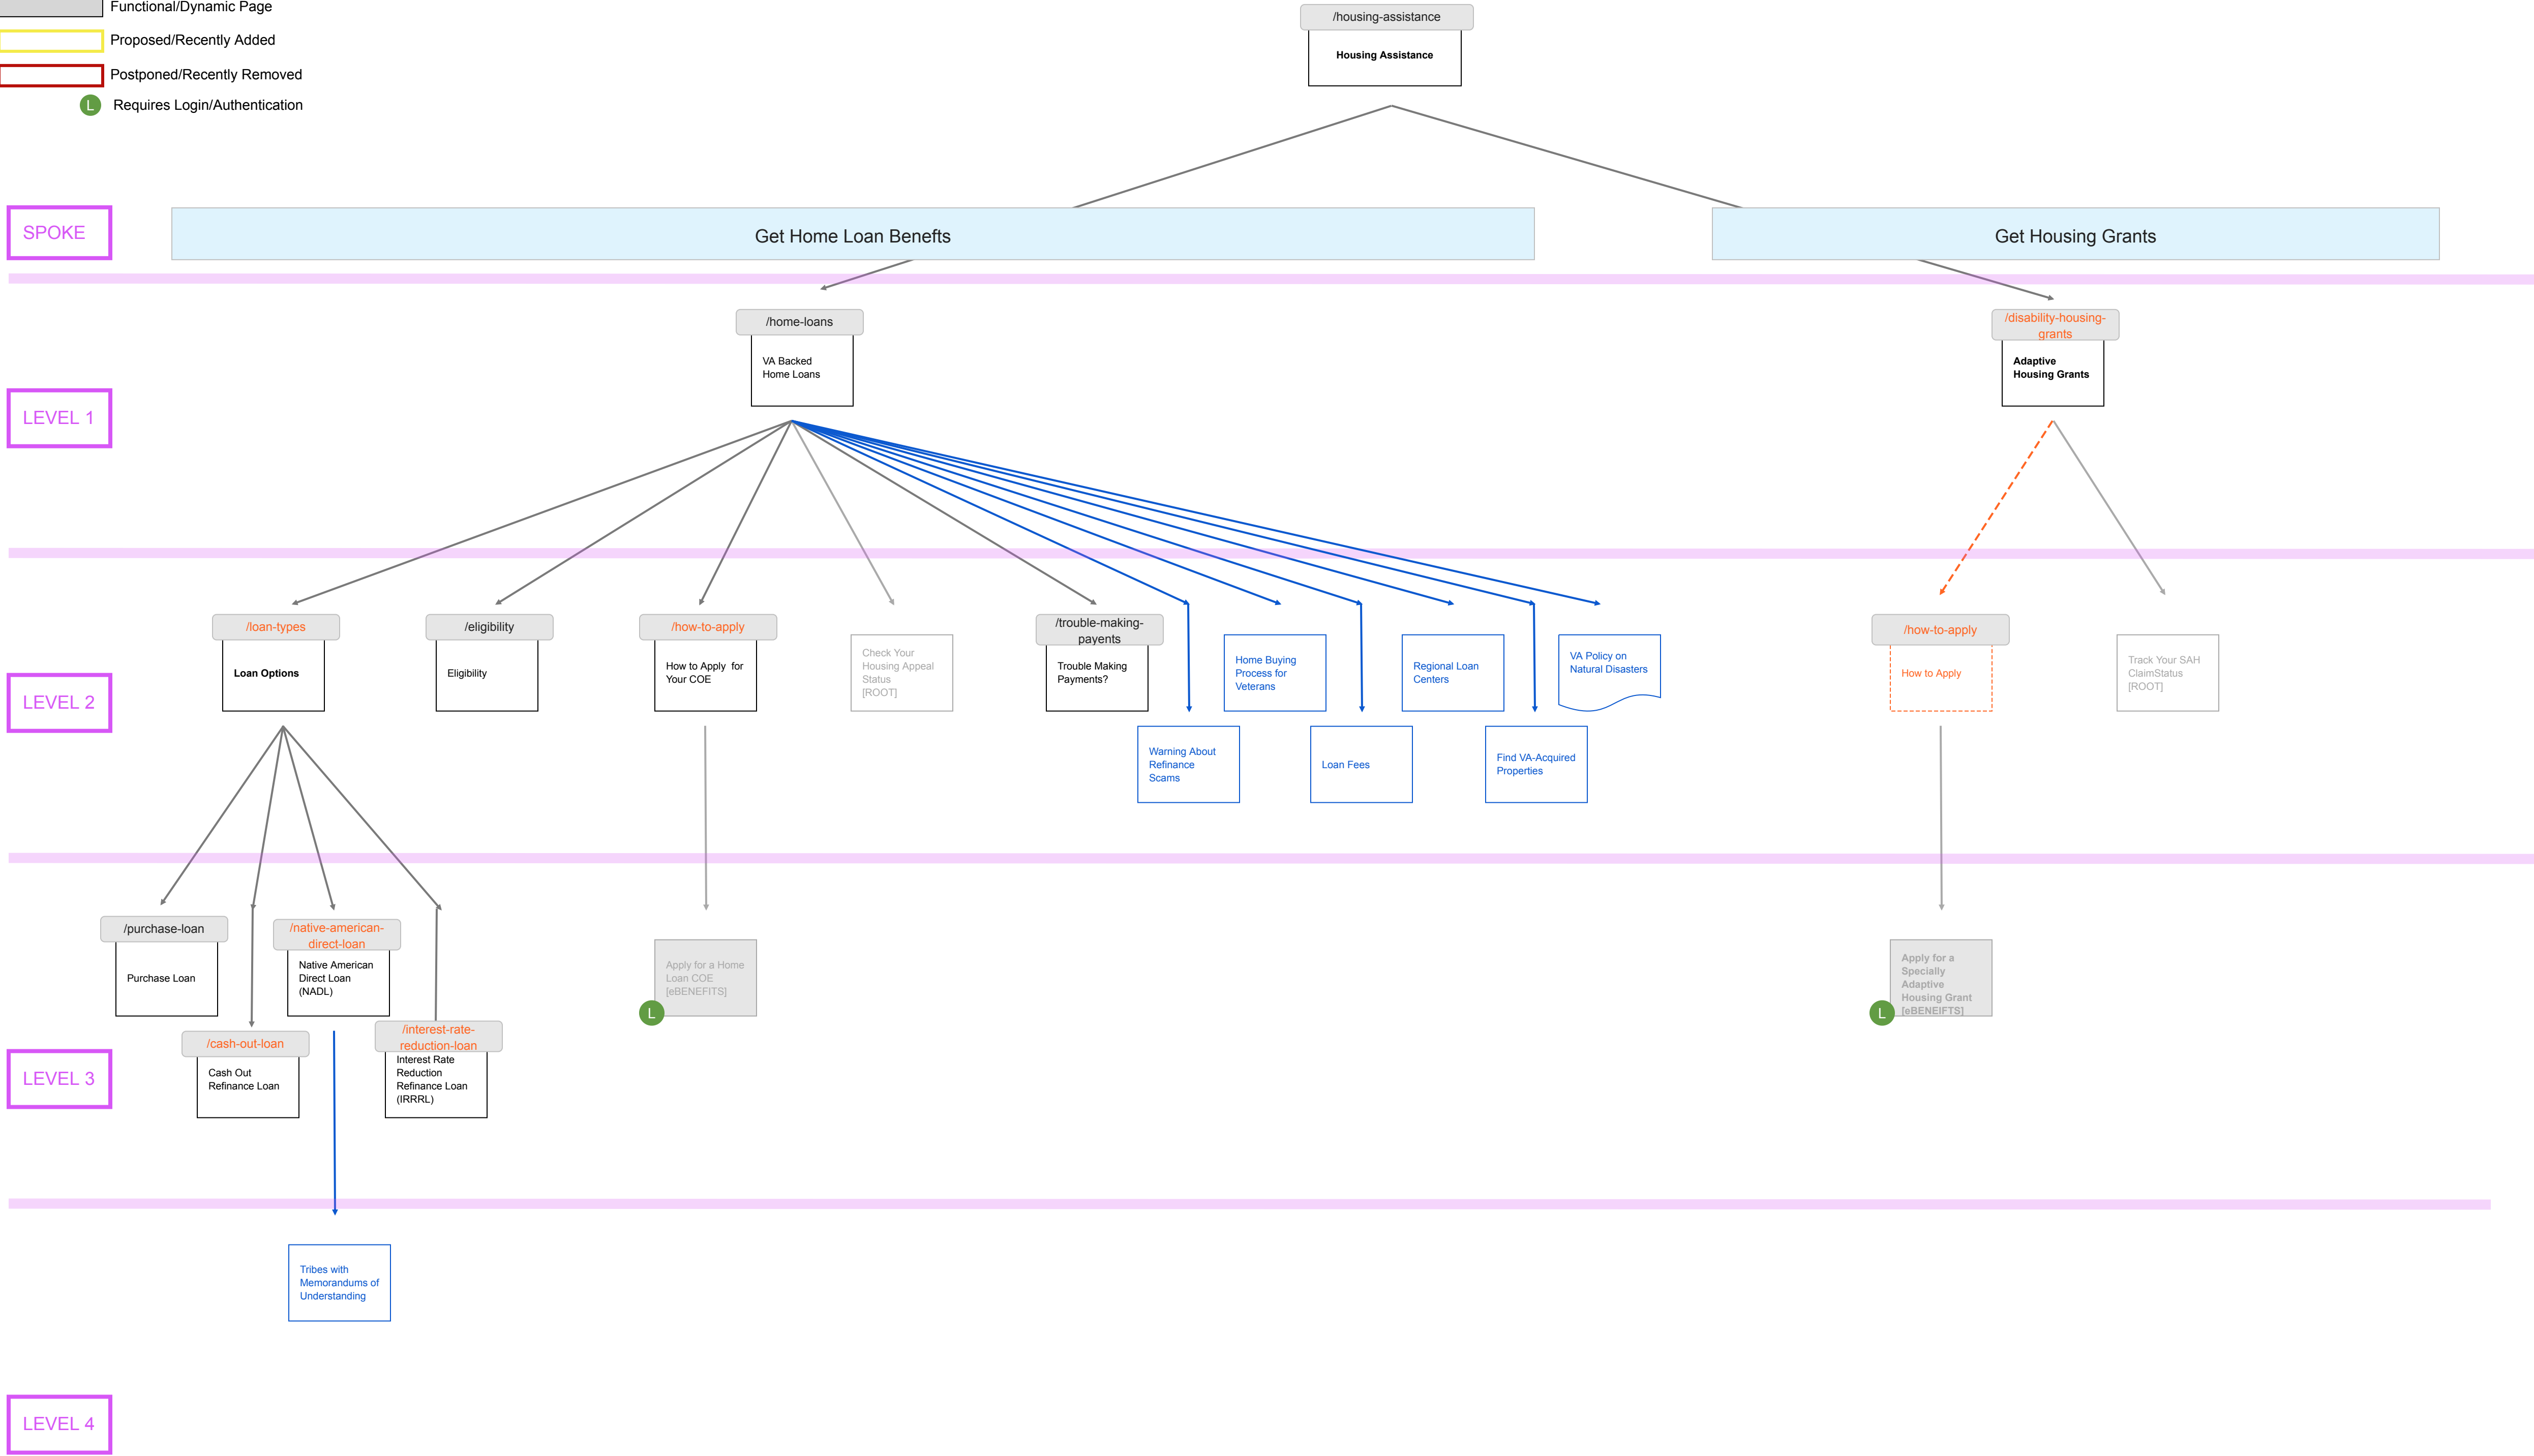 Functional/Dynamic Page
Proposed/Recently Added
Postponed/Recently Removed
L
Requires Login/Authentication
/housing-assistance
Housing Assistance
SPOKE
Get Home Loan Benefts
Get Housing Grants
LEVEL 1
/home-loans
VA Backed
Home Loans
/disability-housing-
grants
Adaptive
Housing Grants
LEVEL 2
/loan-types
Loan Options
/eligibility
Eligibility
/how-to-apply
How to Apply for
Your COE
Check Your
Housing Appeal
Status
[ROOT]
/trouble-making-
payents
Trouble Making
Payments?
Warning About
Refinance
Scams
Home Buying
Process for
Veterans
Loan Fees
Regional Loan
Centers
Find VA-Acquired
Properties
VA Policy on
Natural Disasters
/how-to-apply
How to Apply
Track Your SAH
ClaimStatus
[ROOT]
LEVEL 3
/purchase-loan
Purchase Loan
/cash-out-loan
Cash Out
Refinance Loan
/native-american-
direct-loan
Native American
Direct Loan
(NADL)
/interest-rate-
reduction-loan
Interest Rate
Reduction
Refinance Loan
(IRRRL)
Apply for a Home
Loan COE
[eBENEFITS]
L
Apply for a
Specially
Adaptive
Housing Grant
[eBENEIFTS]
L
Tribes with
Memorandums of
Understanding
LEVEL 4